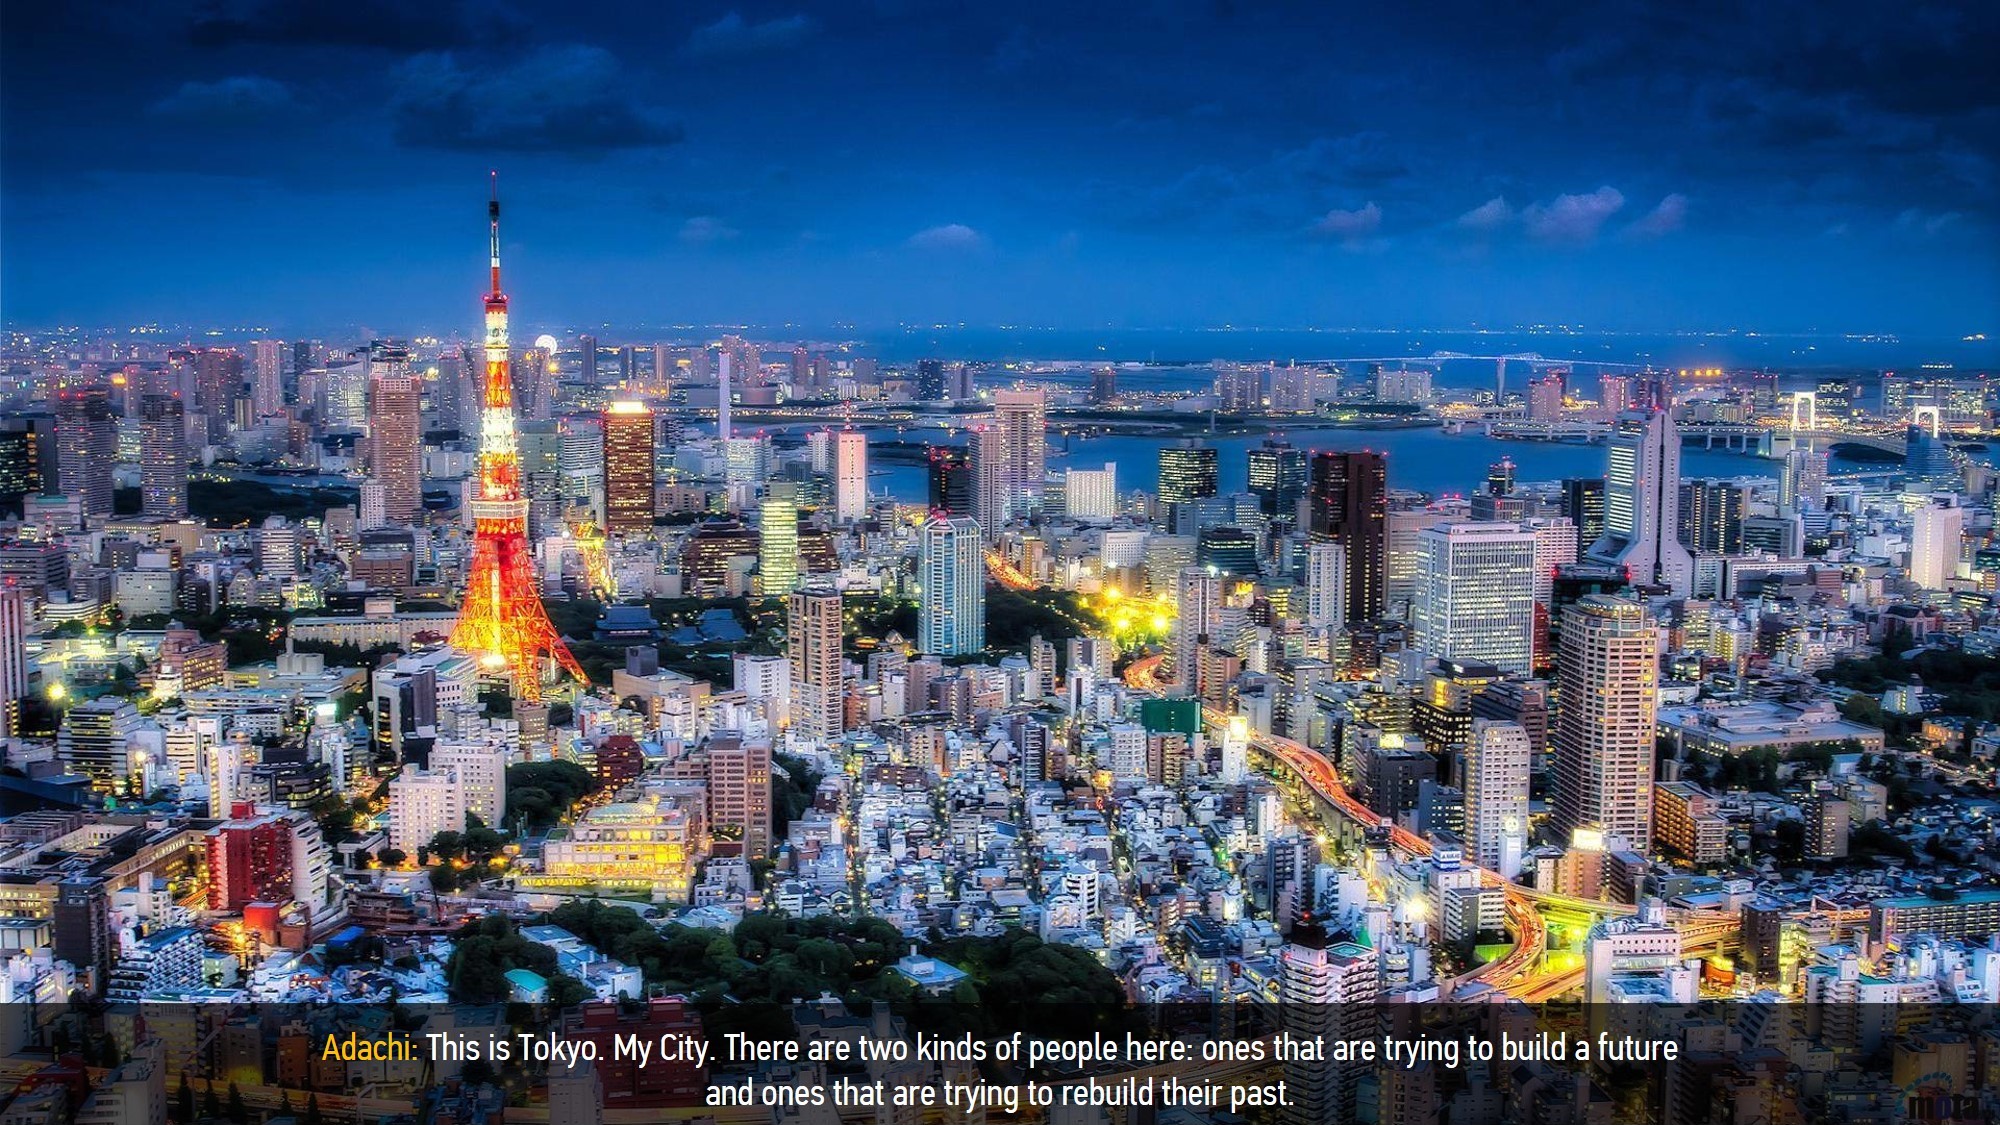 Adachi: This is Tokyo. My City. There are two kinds of people here: ones that are trying to build a future
and ones that are trying to rebuild their past.